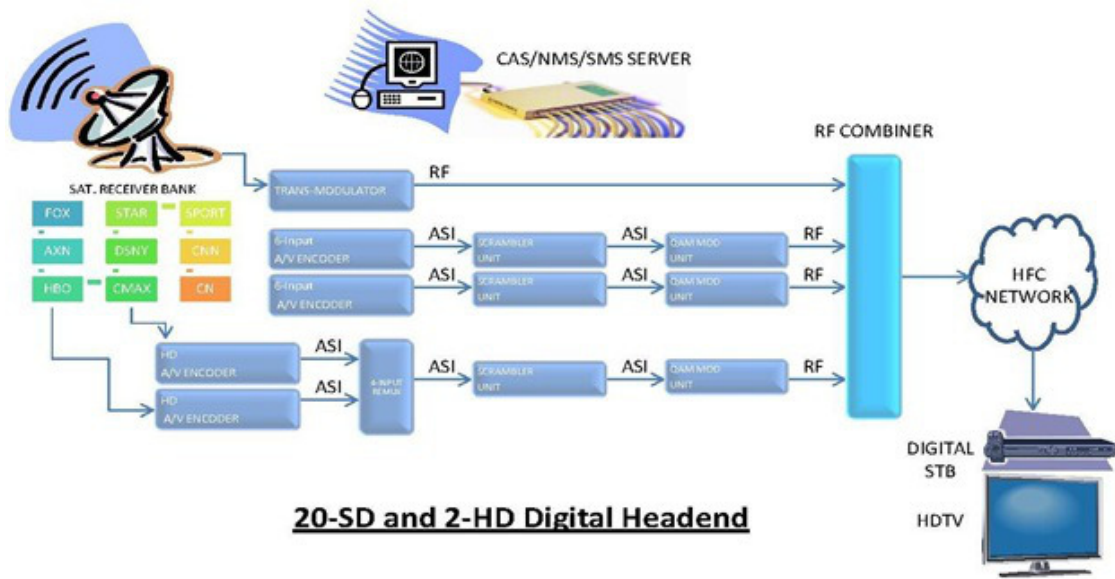 CAS/NMS/SMS SERVER
RF COMBINER
SAT. RECEIVER BANK
FOX
STAR
SPORT
AXN
DSNY
CNN
HBO
CMAX
CN
TRANS-MODULATOR
RF
6-Input
A/V ENCODER
ASI
SCRAMBLER
UNIT
ASI
QAM MOD
UNIT
RF
6-Input
A/V ENCODER
ASI
SCRAMBLER
UNIT
ASI
QAM MOD
UNIT
RF
HFC
NETWORK
HD
A/V ENCODER
ASI
HD
A/V ENCODER
ASI
4-INPUT
REMUX
ASI
SCRAMBLER
UNIT
ASI
QAM MOD
UNIT
RF
DIGITAL
STB
HDTV
20-SD and 2-HD Digital Headend